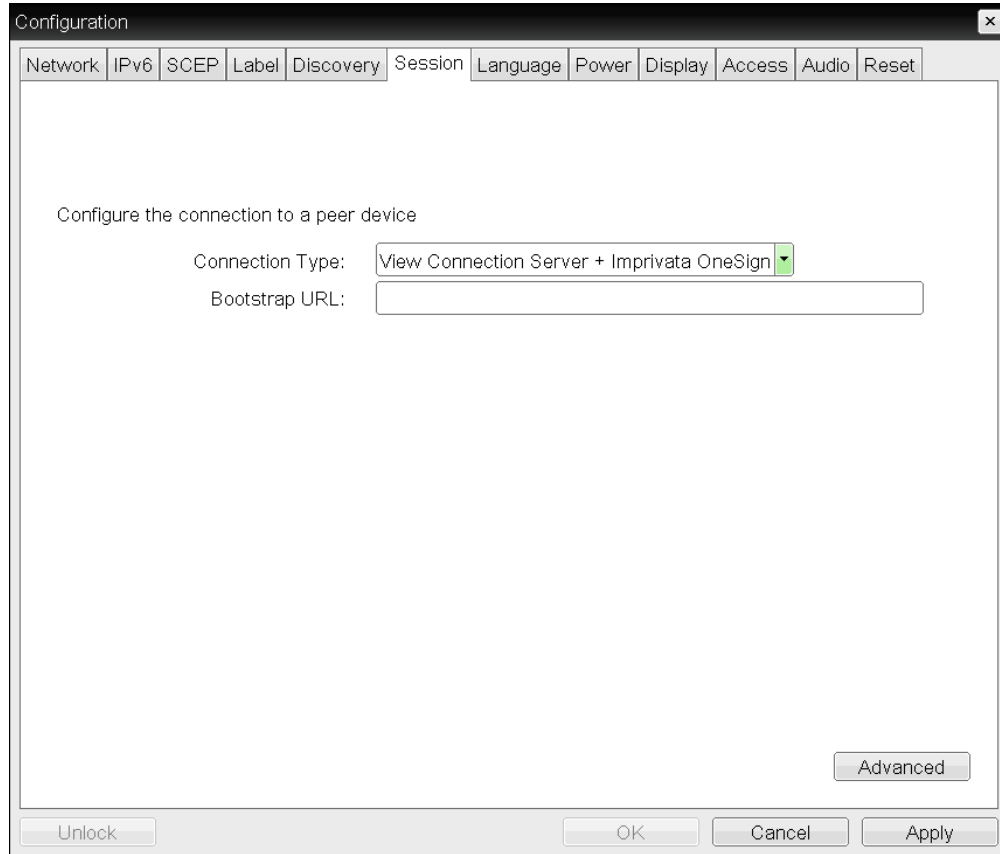 Configuration
Network IPv6 SCEP Label Discovery Session Language Power Display Access Audio Reset
Configure the connection to a peer device
Connection Type: View Connection Server + Imprivata OneSign
Bootstrap URL:
Advanced
Unlock OK Cancel Apply